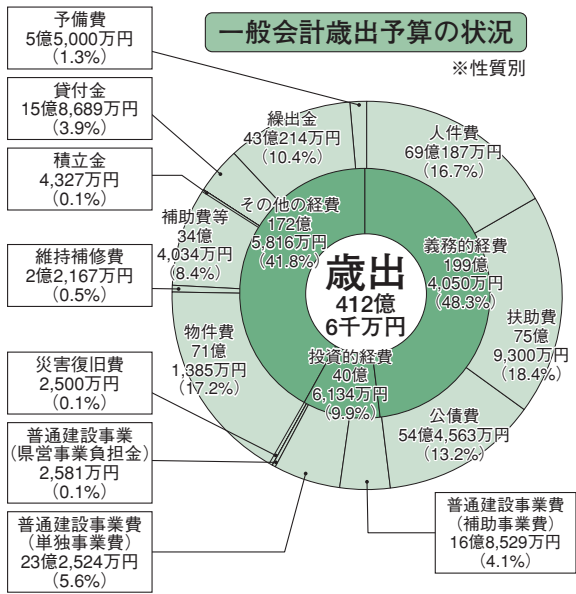 一般会計歳出予算の状況
※性質別
予備費
5億5,000万円
（1.3%）
貸付金
15億8,689万円
（3.9%）
積立金
4,327万円
（0.1%）
維持補修費
2億2,167万円
（0.5%）
災害復旧費
2,500万円
（0.1%）
普通建設事業
（県営事業負担金）
2,581万円
（0.1%）
普通建設事業費
（単独事業費）
23億2,524万円
（5.6%）
普通建設事業費
（補助事業費）
16億8,529万円
（4.1%）
繰出金
43億214万円
（10.4%）
人件費
69億187万円
（16.7%）
補助費等
34億
4,034万円
（8.4%）
その他の経費
172億
5,816万円
（41.8%）
義務的経費
199億
4,050万円
（48.3%）
歳出
412億
6千万円
扶助費
75億
9,300万円
（18.4%）
物件費
71億
1,385万円
（17.2%）
投資的経費
40億
6,134万円
（9.9%）
公債費
54億4,563万円
（13.2%）